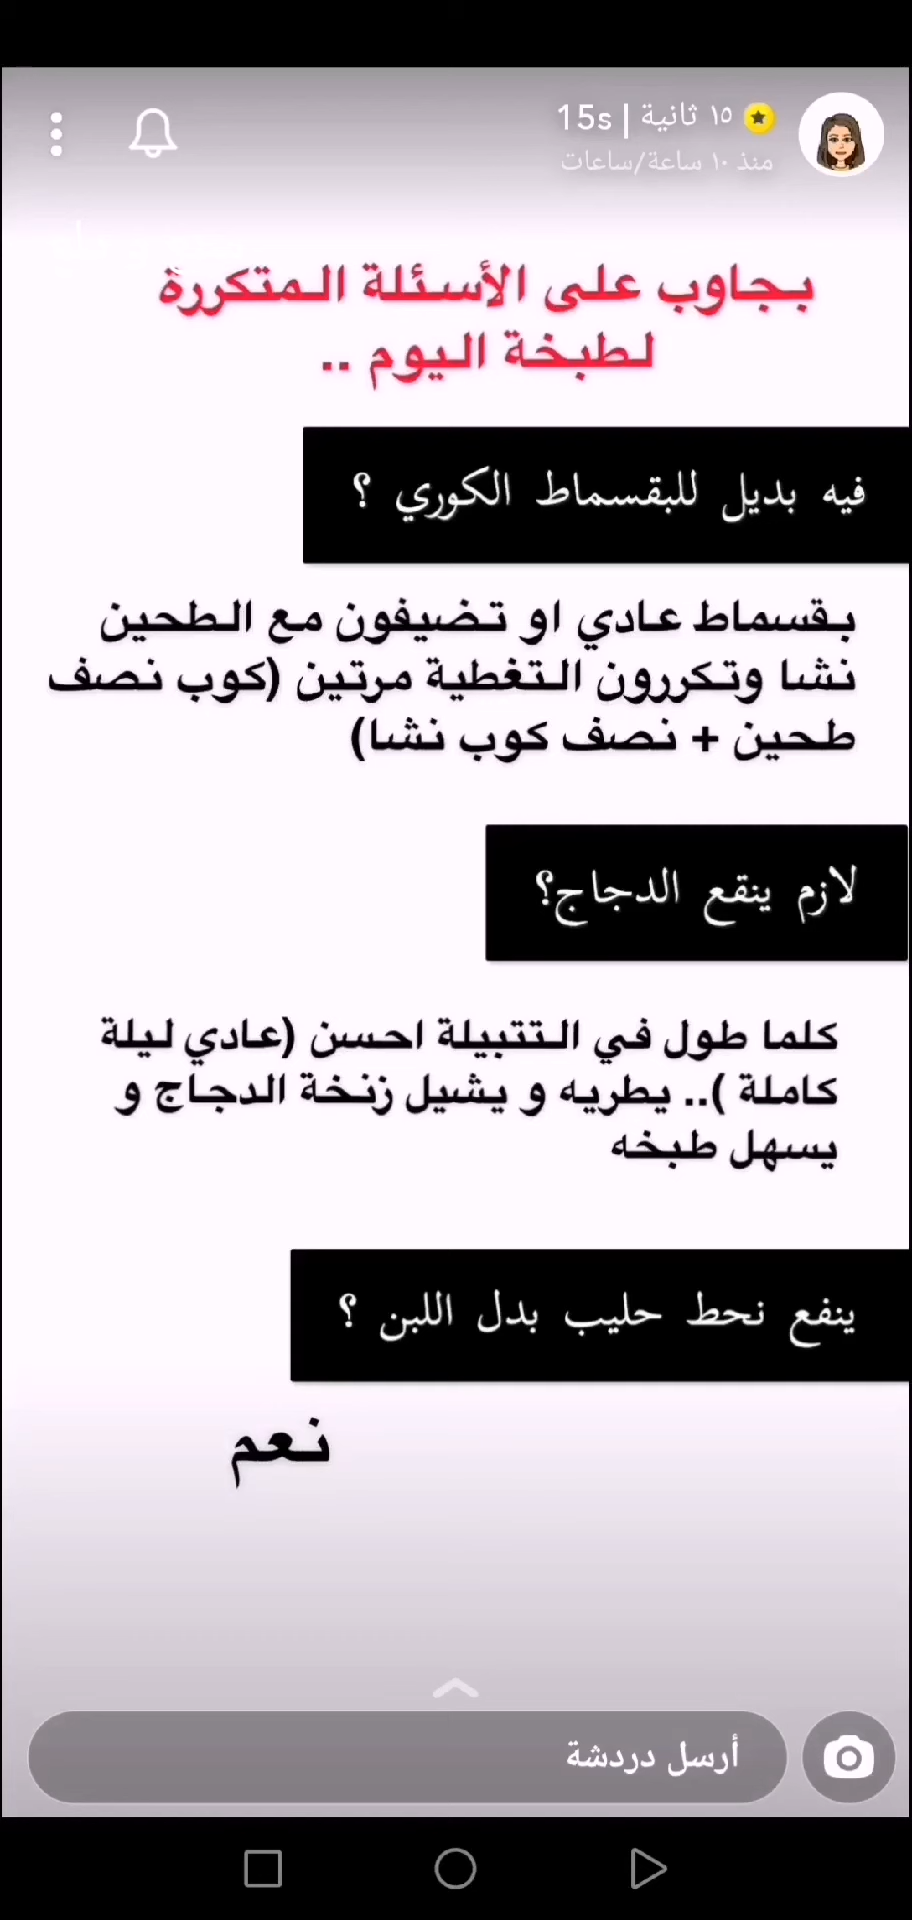 ١٥ ثانية | 15s
منذ ١٠ ساعة/ساعات
بجاوب على الأسئلة المتكررة
لطبخة اليوم ..
فيه بديل للبقسماط الكوري ؟
بقسماط عادي او تضيفون مع الطحين
نشا وتكررون التغطية مرتين (كوب نصف
طحين + نصف كوب نشا)
لازم ينقع الدجاج؟
كلما طول في التتبيلة احسن (عادي ليلة
كاملة ).. يطريه و يشيل زنخة الدجاج و
يسهل طبخه
ينفع نحط حليب بدل اللبن ؟
نعم
أرسل دردشة